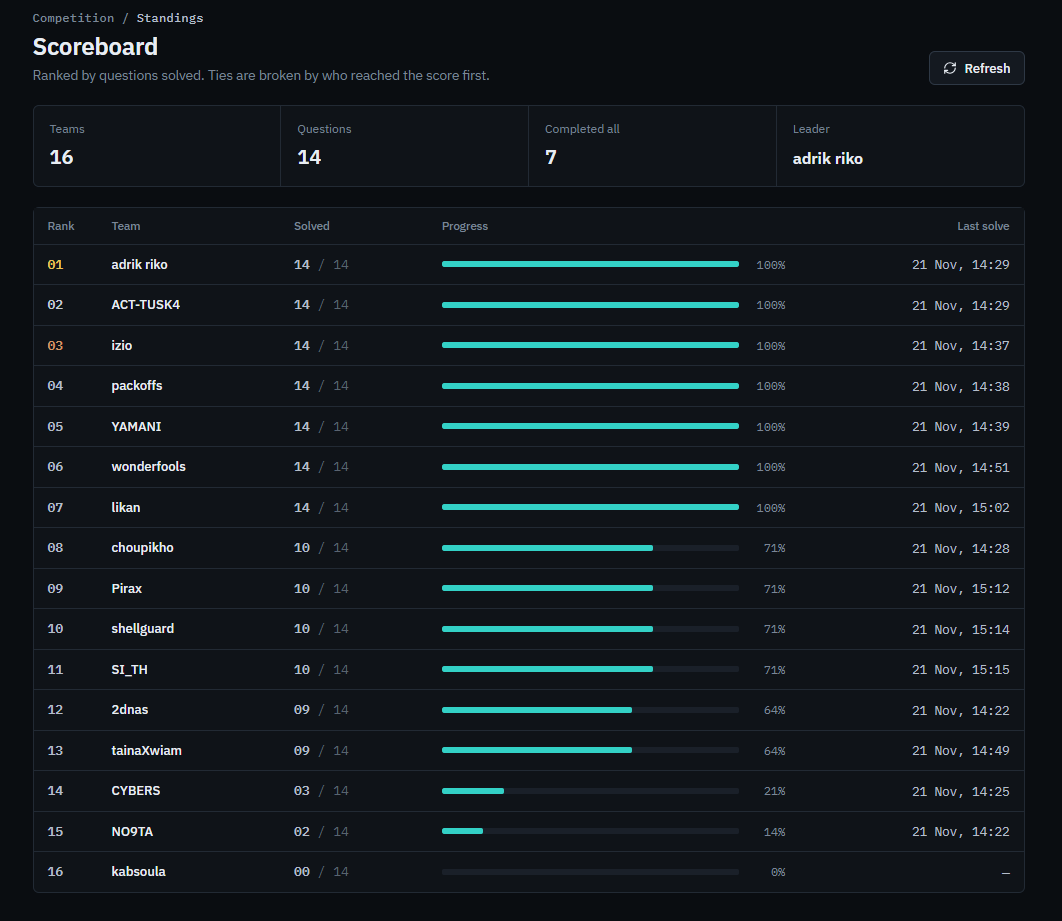 Competition / Standings
Scoreboard
Ranked by questions solved. Ties are broken by who reached the score first.
Refresh
Teams Questions Completed all Leader
16 14 7 adrik riko
Rank Team Solved Progress Last solve
01 adrik riko 14 / 14 100% 21 Nov, 14:29
02 ACT-TUSK4 14 / 14 100% 21 Nov, 14:29
03 izio 14 / 14 100% 21 Nov, 14:37
04 packoffs 14 / 14 100% 21 Nov, 14:38
05 YAMANI 14 / 14 100% 21 Nov, 14:39
06 wonderfools 14 / 14 100% 21 Nov, 14:51
07 likan 14 / 14 100% 21 Nov, 15:02
08 choupikho 10 / 14 71% 21 Nov, 14:28
09 Pirax 10 / 14 71% 21 Nov, 15:12
10 shellguard 10 / 14 71% 21 Nov, 15:14
11 SI_TH 10 / 14 71% 21 Nov, 15:15
12 2dnas 09 / 14 64% 21 Nov, 14:22
13 tainaXwiam 09 / 14 64% 21 Nov, 14:49
14 CYBERS 03 / 14 21% 21 Nov, 14:25
15 NO9TA 02 / 14 14% 21 Nov, 14:22
16 kabsoula 00 / 14 0% —